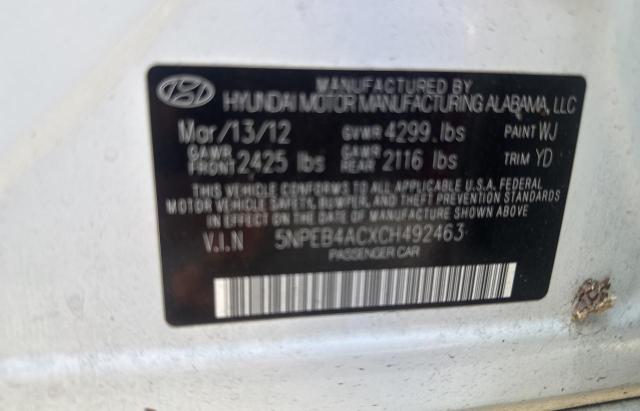 MANUFACTURED BY
HYUNDAI MOTOR MANUFACTURING ALABAMA, LLC
Mar/13/12 GVWR 4299 lbs PAINT WJ
GAWR FRONT 2425 lbs GAWR REAR 2116 lbs TRIM YD
THIS VEHICLE CONFORMS TO ALL APPLICABLE U.S.A. FEDERAL
MOTOR VEHICLE SAFETY, BUMPER, AND THEFT PREVENTION STANDARDS
IN EFFECT ON THE DATE OF MANUFACTURE SHOWN ABOVE.
V.I.N 5NPEB4ACXCH492463
PASSENGER CAR